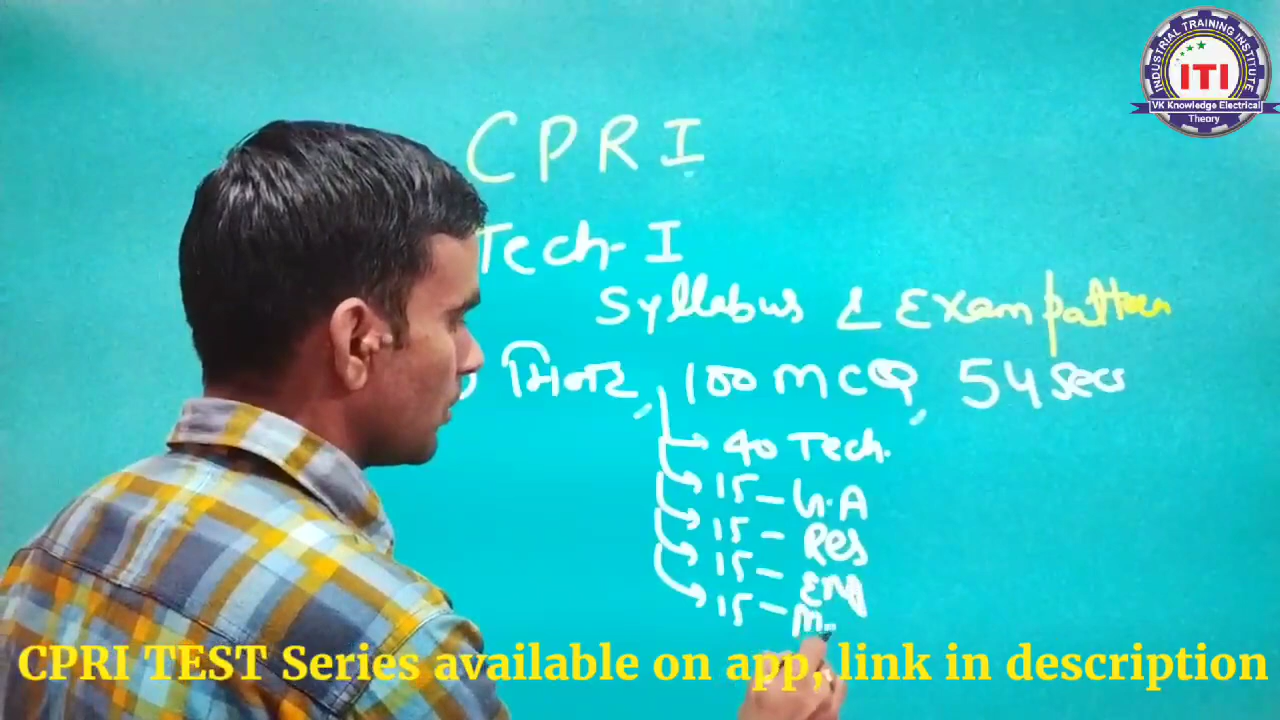 INDUSTRIAL TRAINING INSTITUTE
ITI
VK Knowledge Electrical
Theory
CPRI
Tech-I
Syllabus & Exam pattern
मिनट, 100 MCQ, 54 secs
40 Tech.
15 - G.A
15 - Res
15 - Eng
15 - M
CPRI TEST Series available on app, link in description